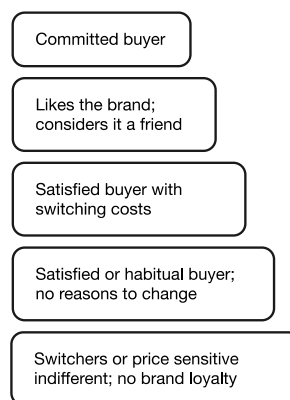 Committed buyer
Likes the brand;
considers it a friend
Satisfied buyer with
switching costs
Satisfied or habitual buyer;
no reasons to change
Switchers or price sensitive
indifferent; no brand loyalty